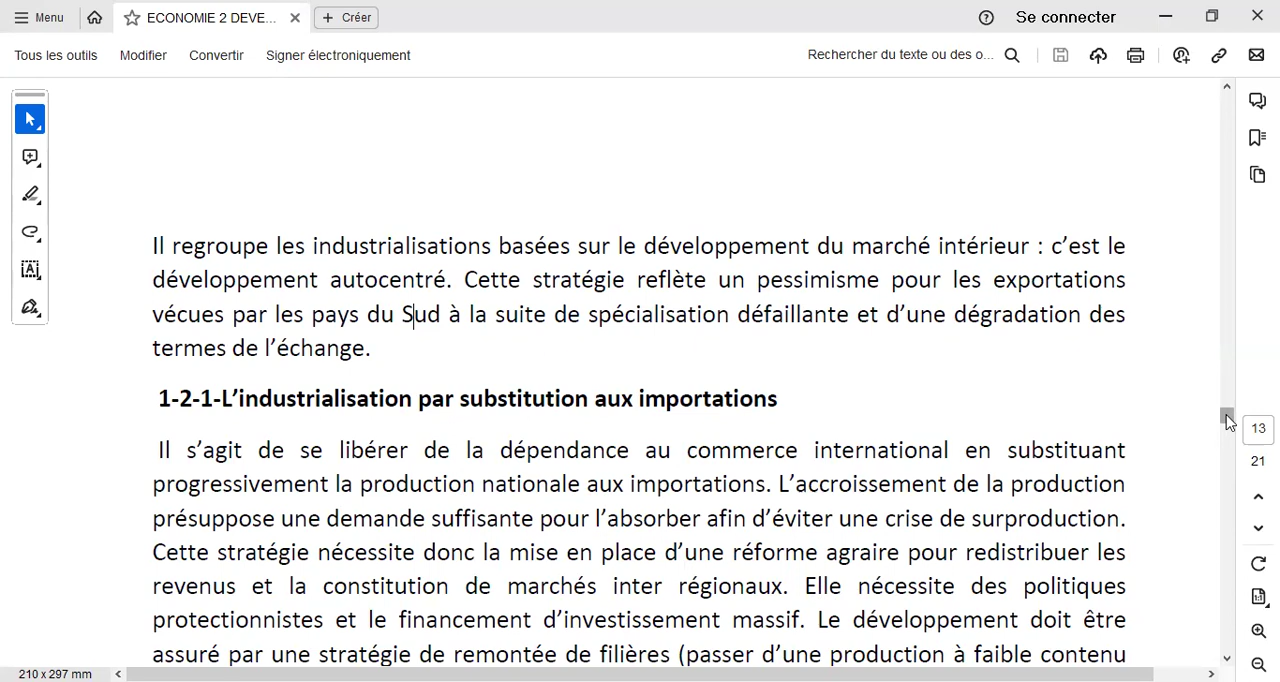 Menu
ECONOMIE 2 DEVE...
Créer
Se connecter
Tous les outils
Modifier
Convertir
Signer électroniquement
Rechercher du texte ou des o...
Il regroupe les industrialisations basées sur le développement du marché intérieur : c’est le
développement autocentré. Cette stratégie reflète un pessimisme pour les exportations
vécues par les pays du Sud à la suite de spécialisation défaillante et d’une dégradation des
termes de l’échange.
1-2-1-L’industrialisation par substitution aux importations
Il s’agit de se libérer de la dépendance au commerce international en substituant
progressivement la production nationale aux importations. L’accroissement de la production
présuppose une demande suffisante pour l’absorber afin d’éviter une crise de surproduction.
Cette stratégie nécessite donc la mise en place d’une réforme agraire pour redistribuer les
revenus et la constitution de marchés inter régionaux. Elle nécessite des politiques
protectionnistes et le financement d’investissement massif. Le développement doit être
assuré par une stratégie de remontée de filières (passer d’une production à faible contenu
13
21
210 x 297 mm